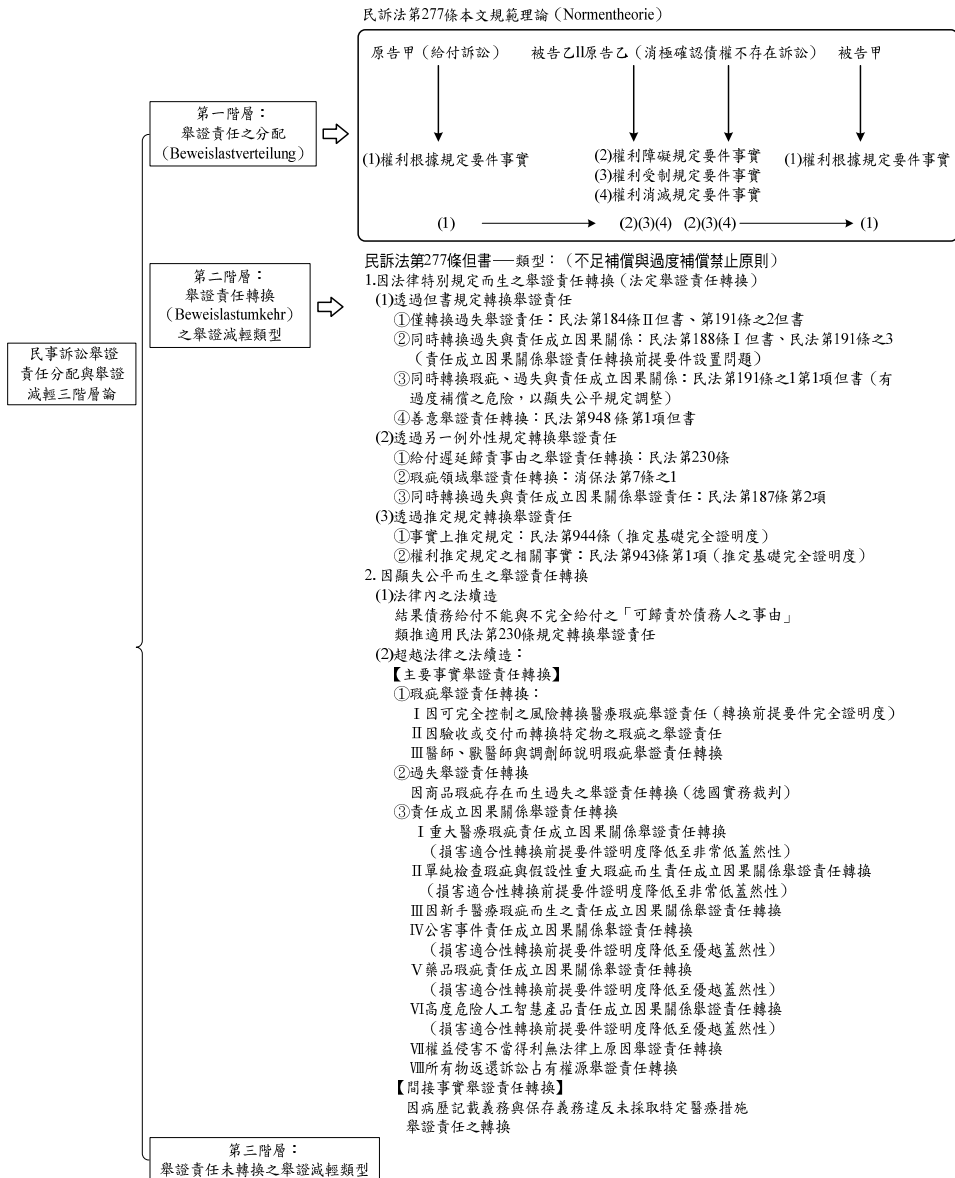 民訴法第277條本文規範理論（Normentheorie）
原告甲（給付訴訟）　被告乙II原告乙（消極確認債權不存在訴訟）　被告甲
第一階層：
舉證責任之分配
（Beweislastverteilung）
(1)權利根據規定要件事實
(2)權利障礙規定要件事實
(3)權利受制規定要件事實
(4)權利消滅規定要件事實
(1)權利根據規定要件事實
(1)　(2)(3)(4)　(2)(3)(4)　(1)
民事訴訟舉證
責任分配與舉證
減輕三階層論
第二階層：
舉證責任轉換
（Beweislastumkehr）
之舉證減輕類型
民訴法第277條但書──類型：（不足補償與過度補償禁止原則）
1.因法律特別規定而生之舉證責任轉換（法定舉證責任轉換）
(1)透過但書規定轉換舉證責任
①僅轉換過失舉證責任：民法第184條Ⅱ但書、第191條之2但書
②同時轉換過失與責任成立因果關係：民法第188條Ⅰ但書、民法第191條之3
（責任成立因果關係舉證責任轉換前提要件設置問題）
③同時轉換瑕疵、過失與責任成立因果關係：民法第191條之1第1項但書（有
過度補償之危險，以顯失公平規定調整）
④善意舉證責任轉換：民法第948條第1項但書
(2)透過另一例外性規定轉換舉證責任
①給付遲延歸責事由之舉證責任轉換：民法第230條
②瑕疵領域舉證責任轉換：消保法第7條之1
③同時轉換過失與責任成立因果關係舉證責任：民法第187條第2項
(3)透過推定規定轉換舉證責任
①事實上推定規定：民法第944條（推定基礎完全證明度）
②權利推定規定之相關事實：民法第943條第1項（推定基礎完全證明度）
2. 因顯失公平而生之舉證責任轉換
(1)法律內之法續造
結果債務給付不能與不完全給付之「可歸責於債務人之事由」
類推適用民法第230條規定轉換舉證責任
(2)超越法律之法續造：
【主要事實舉證責任轉換】
①瑕疵舉證責任轉換：
Ⅰ因可完全控制之風險轉換醫療瑕疵舉證責任（轉換前提要件完全證明度）
Ⅱ因驗收或交付而轉換特定物之瑕疵之舉證責任
Ⅲ醫師、獸醫師與調劑師說明瑕疵舉證責任轉換
②過失舉證責任轉換
因商品瑕疵存在而生過失之舉證責任轉換（德國實務裁判）
③責任成立因果關係舉證責任轉換
Ⅰ重大醫療瑕疵責任成立因果關係舉證責任轉換
（損害適合性轉換前提要件證明度降低至非常低蓋然性）
Ⅱ單純檢查瑕疵與假設性重大瑕疵而生責任成立因果關係舉證責任轉換
（損害適合性轉換前提要件證明度降低至非常低蓋然性）
Ⅲ因新手醫療瑕疵而生之責任成立因果關係舉證責任轉換
Ⅳ公害事件責任成立因果關係舉證責任轉換
（損害適合性轉換前提要件證明度降低至優越蓋然性）
Ⅴ藥品瑕疵責任成立因果關係舉證責任轉換
（損害適合性轉換前提要件證明度降低至優越蓋然性）
Ⅵ高度危險人工智慧產品責任成立因果關係舉證責任轉換
（損害適合性轉換前提要件證明度降低至優越蓋然性）
Ⅶ權益侵害不當得利無法律上原因舉證責任轉換
Ⅷ所有物返還訴訟占有權源舉證責任轉換
【間接事實舉證責任轉換】
因病歷記載義務與保存義務違反未採取特定醫療措施
舉證責任之轉換
第三階層：
舉證責任未轉換之舉證減輕類型